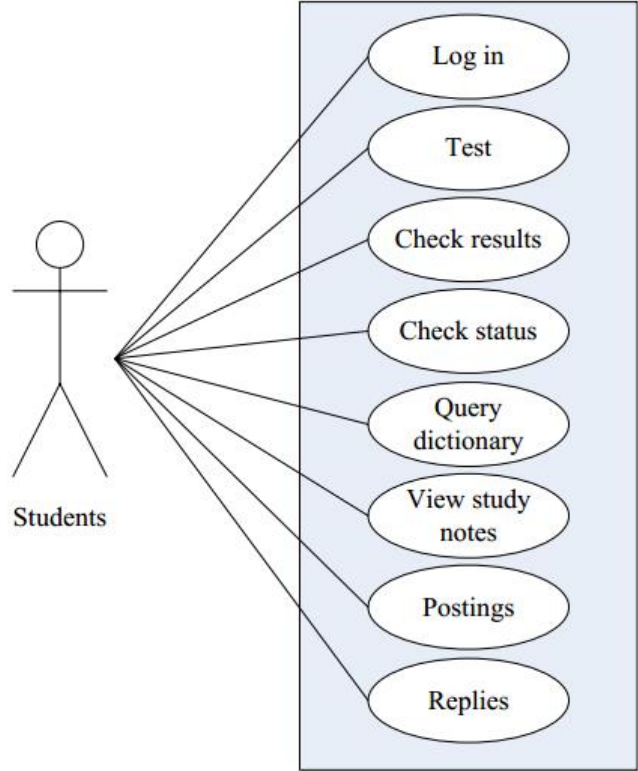 Log in
Test
Check results
Check status
Query
dictionary
View study
notes
Postings
Replies
Students